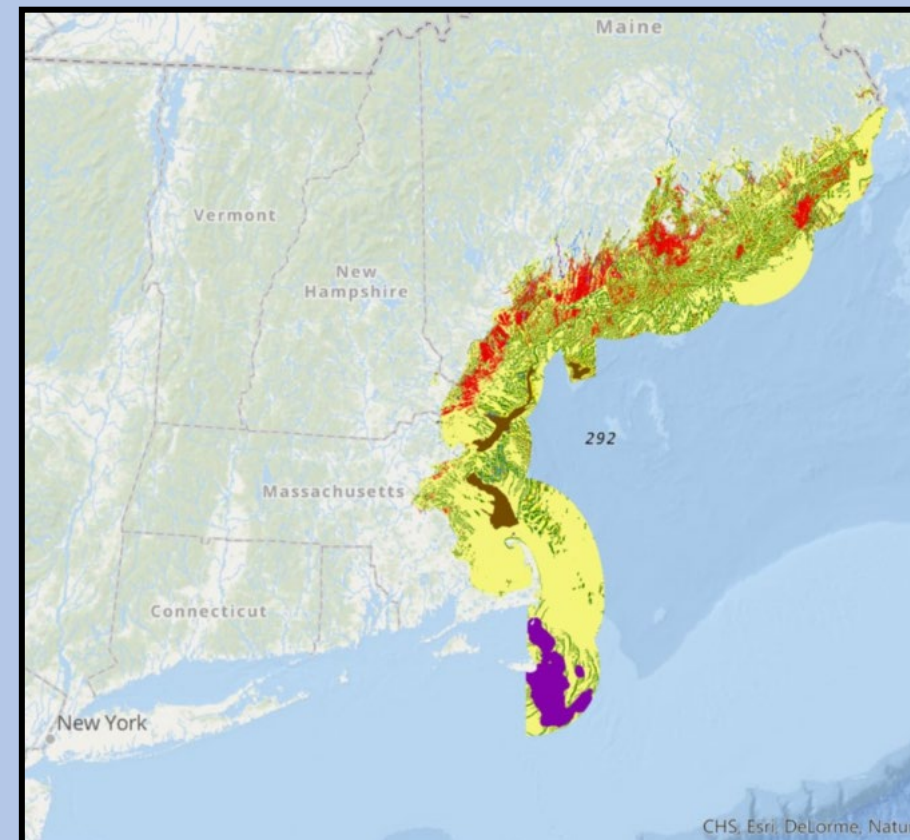 Maine
Vermont
New
Hampshire
292
Massachusetts
Connecticut
New York
CHS, Esri, DeLorme, Natu